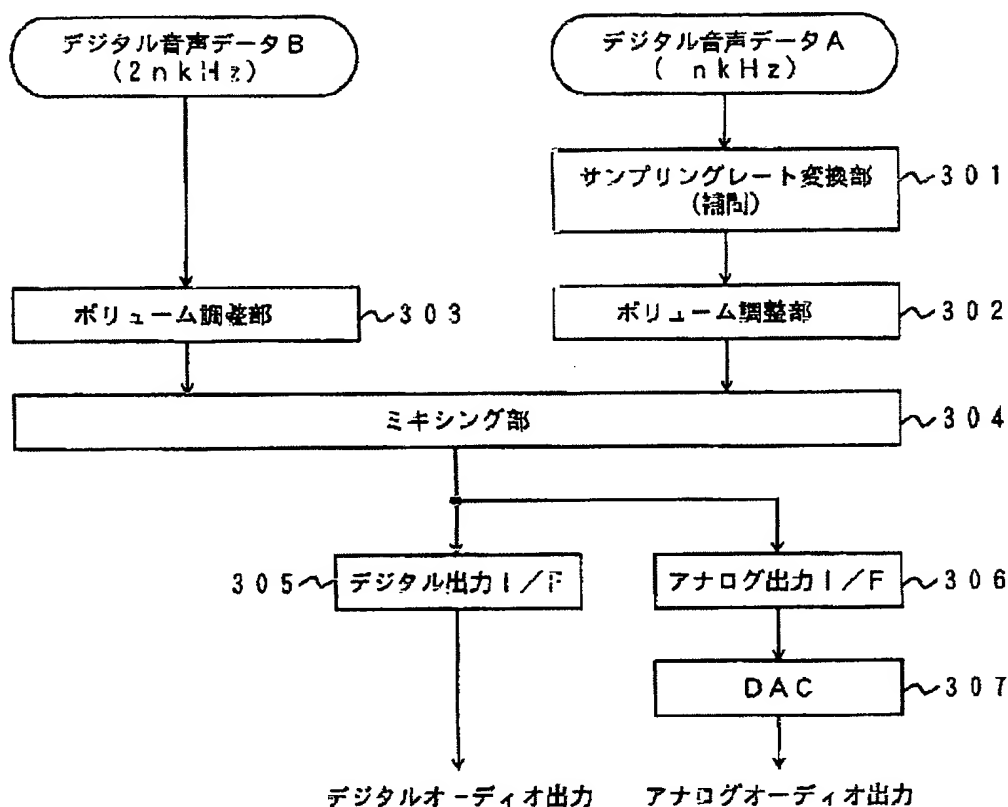 デジタル音声データB
(2nkHz)
デジタル音声データA
( nkHz)
サンプリングレート変換部
(補間)
301
ボリューム調整部
303
ボリューム調整部
302
ミキシング部
304
305
デジタル出力I/F
アナログ出力I/F
306
DAC
307
デジタルオーディオ出力
アナログオーディオ出力